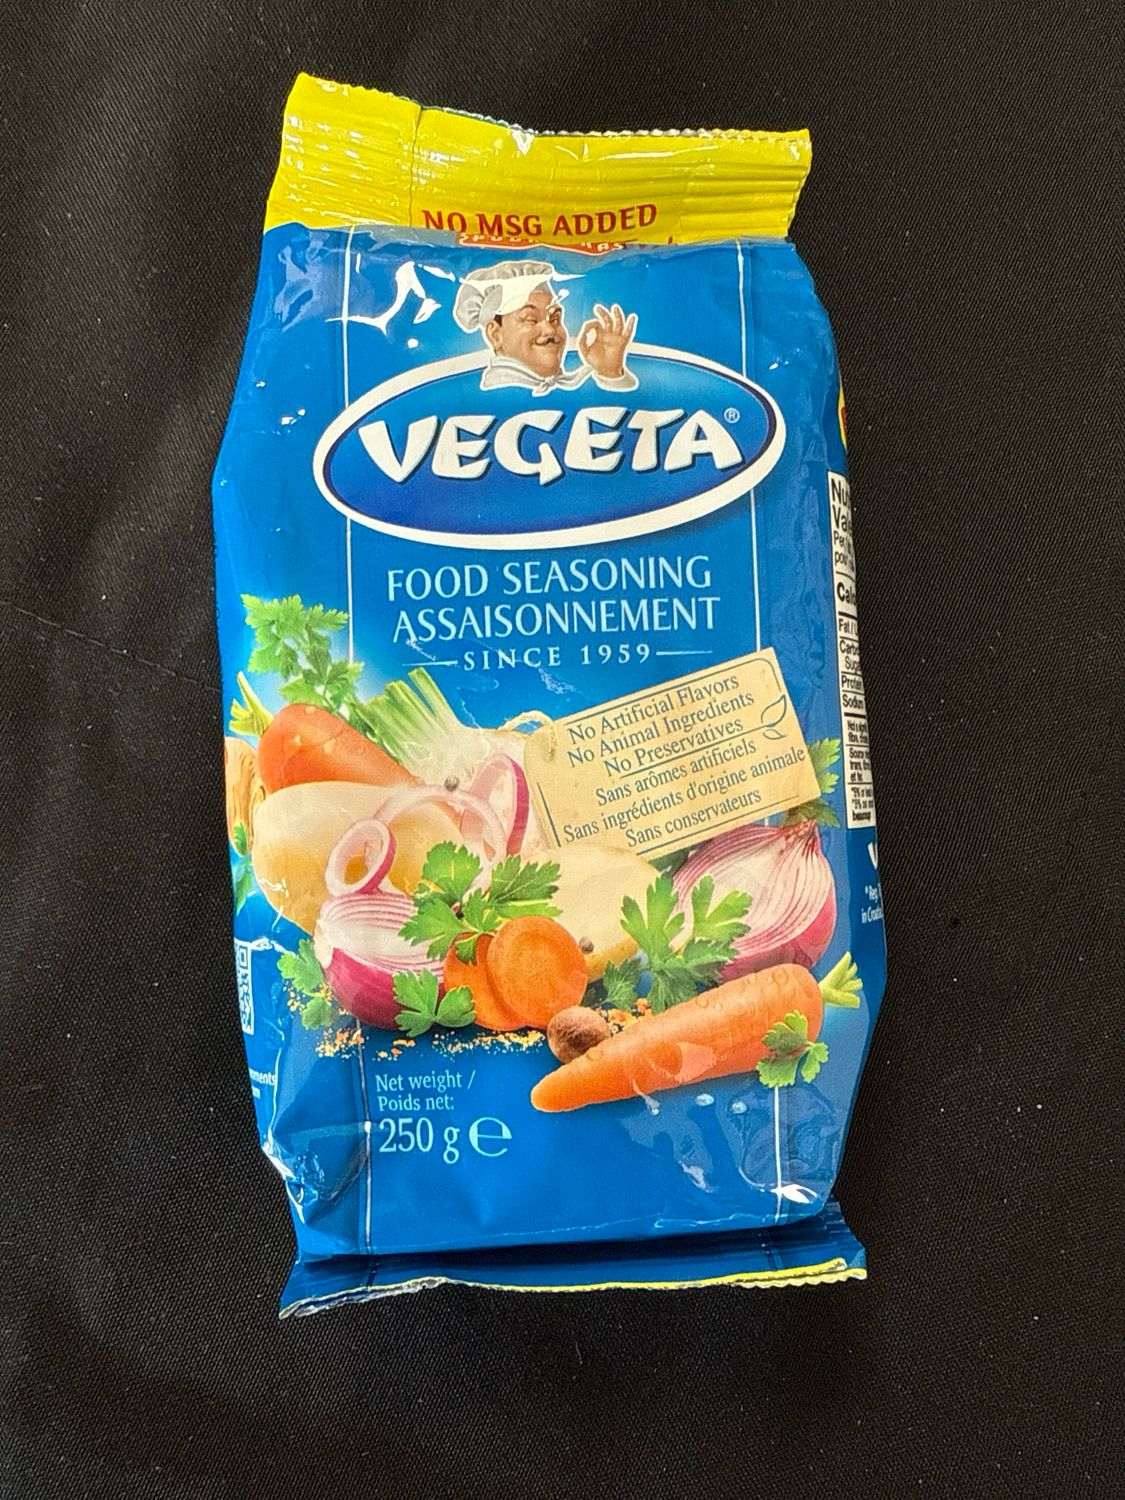 NO MSG ADDED
VEGETA®
FOOD SEASONING
ASSAISONNEMENT
SINCE 1959
No Artificial Flavors
No Animal Ingredients
No Preservatives
Sans arômes artificiels
Sans ingrédients d'origine animale
Sans conservateurs
Net weight /
Poids net:
250 g ℮